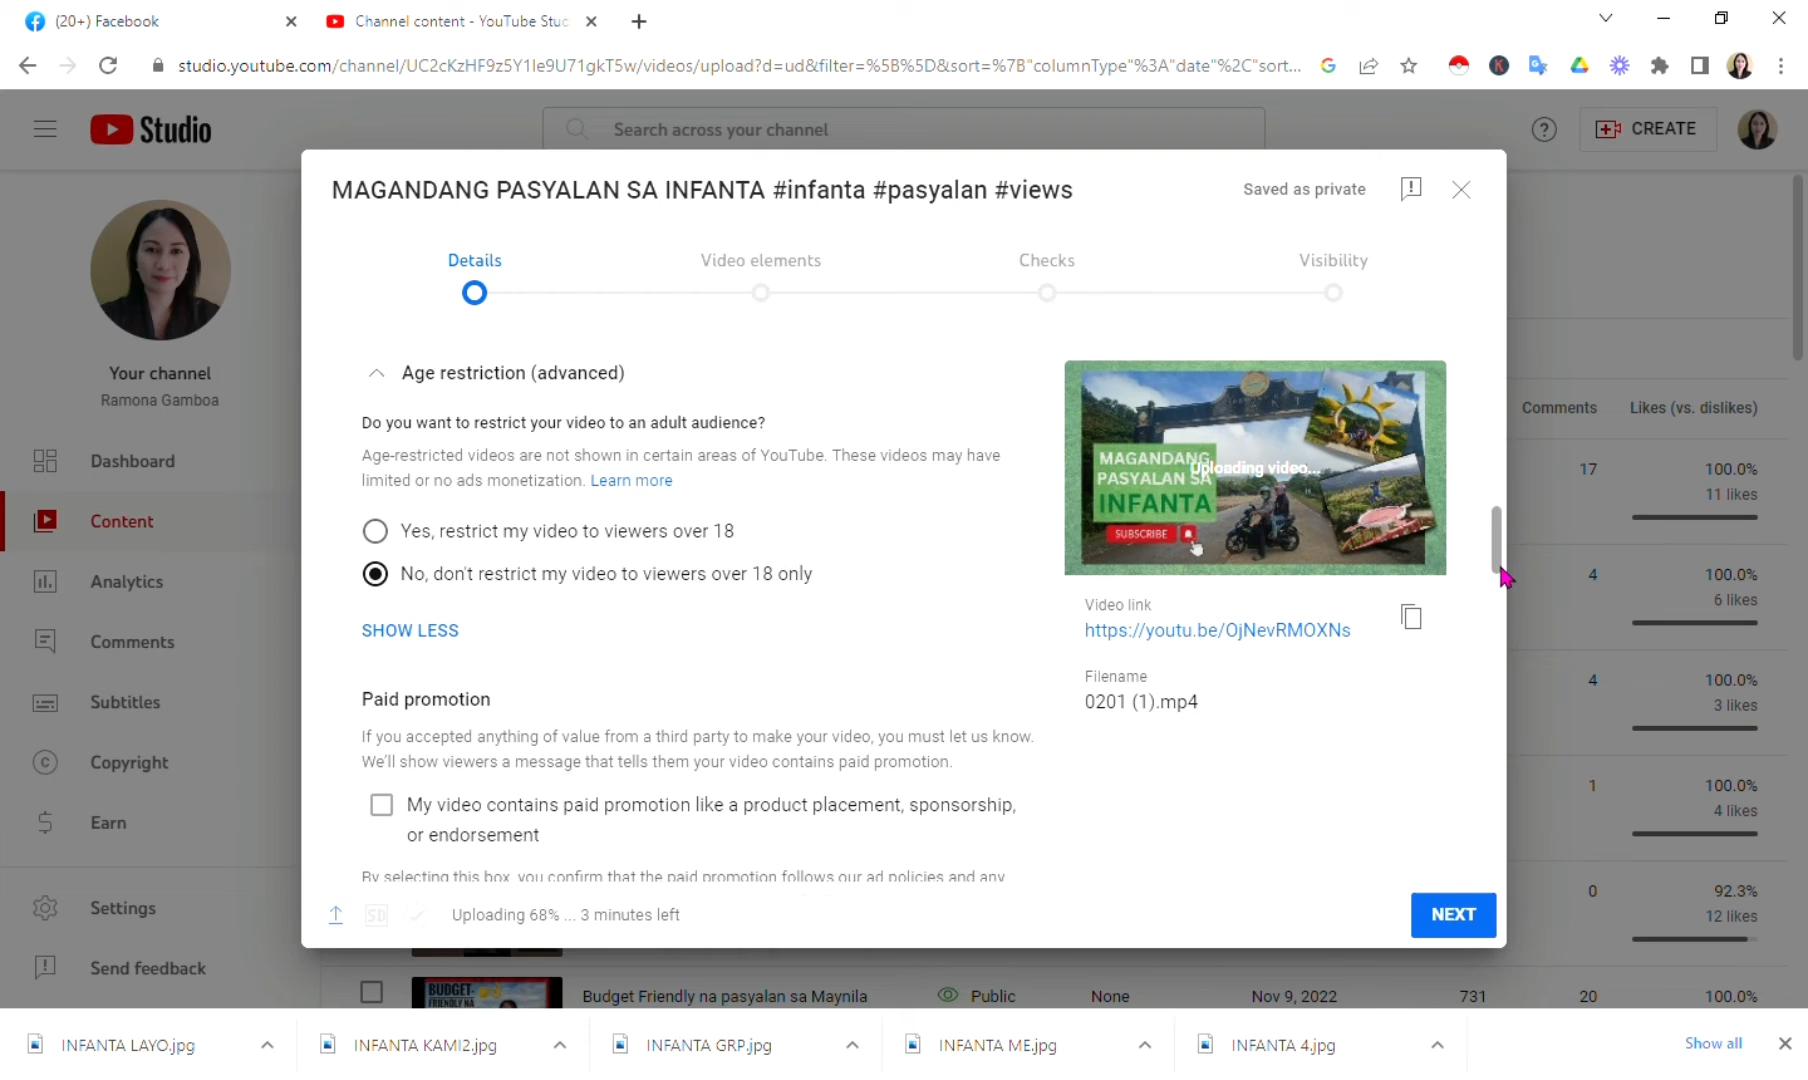 (20+) Facebook
Channel content - YouTube Stud
studio.youtube.com/channel/UC2cKzHF9z5Y1Ie9U71gkT5w/videos/upload?d=ud&filter=%5B%5D&sort=%7B"columnType"%3A"date"%2C"sort...
Studio
Search across your channel
CREATE
MAGANDANG PASYALAN SA INFANTA #infanta #pasyalan #views
Saved as private
Details
Video elements
Checks
Visibility
Your channel
Ramona Gamboa
Dashboard
Content
Analytics
Comments
Subtitles
Copyright
Earn
Settings
Send feedback
Age restriction (advanced)
Do you want to restrict your video to an adult audience?
Age-restricted videos are not shown in certain areas of YouTube. These videos may have
limited or no ads monetization. Learn more
Yes, restrict my video to viewers over 18
No, don't restrict my video to viewers over 18 only
SHOW LESS
Paid promotion
If you accepted anything of value from a third party to make your video, you must let us know.
We'll show viewers a message that tells them your video contains paid promotion.
My video contains paid promotion like a product placement, sponsorship,
or endorsement
By selecting this box, you confirm that the paid promotion follows our ad policies and any
MAGANDANG
PASYALAN SA
INFANTA
SUBSCRIBE
Uploading video...
Video link
https://youtu.be/OjNevRMOXNs
Filename
0201 (1).mp4
SD
Uploading 68% ... 3 minutes left
NEXT
Comments
Likes (vs. dislikes)
17
100.0%
11 likes
4
100.0%
6 likes
4
100.0%
3 likes
1
100.0%
4 likes
0
92.3%
12 likes
BUDGET-
FRIENDLY NA
Budget Friendly na pasyalan sa Maynila
Public
None
Nov 9, 2022
731
20
100.0%
INFANTA LAYO.jpg
INFANTA KAMI2.jpg
INFANTA GRP.jpg
INFANTA ME.jpg
INFANTA 4.jpg
Show all